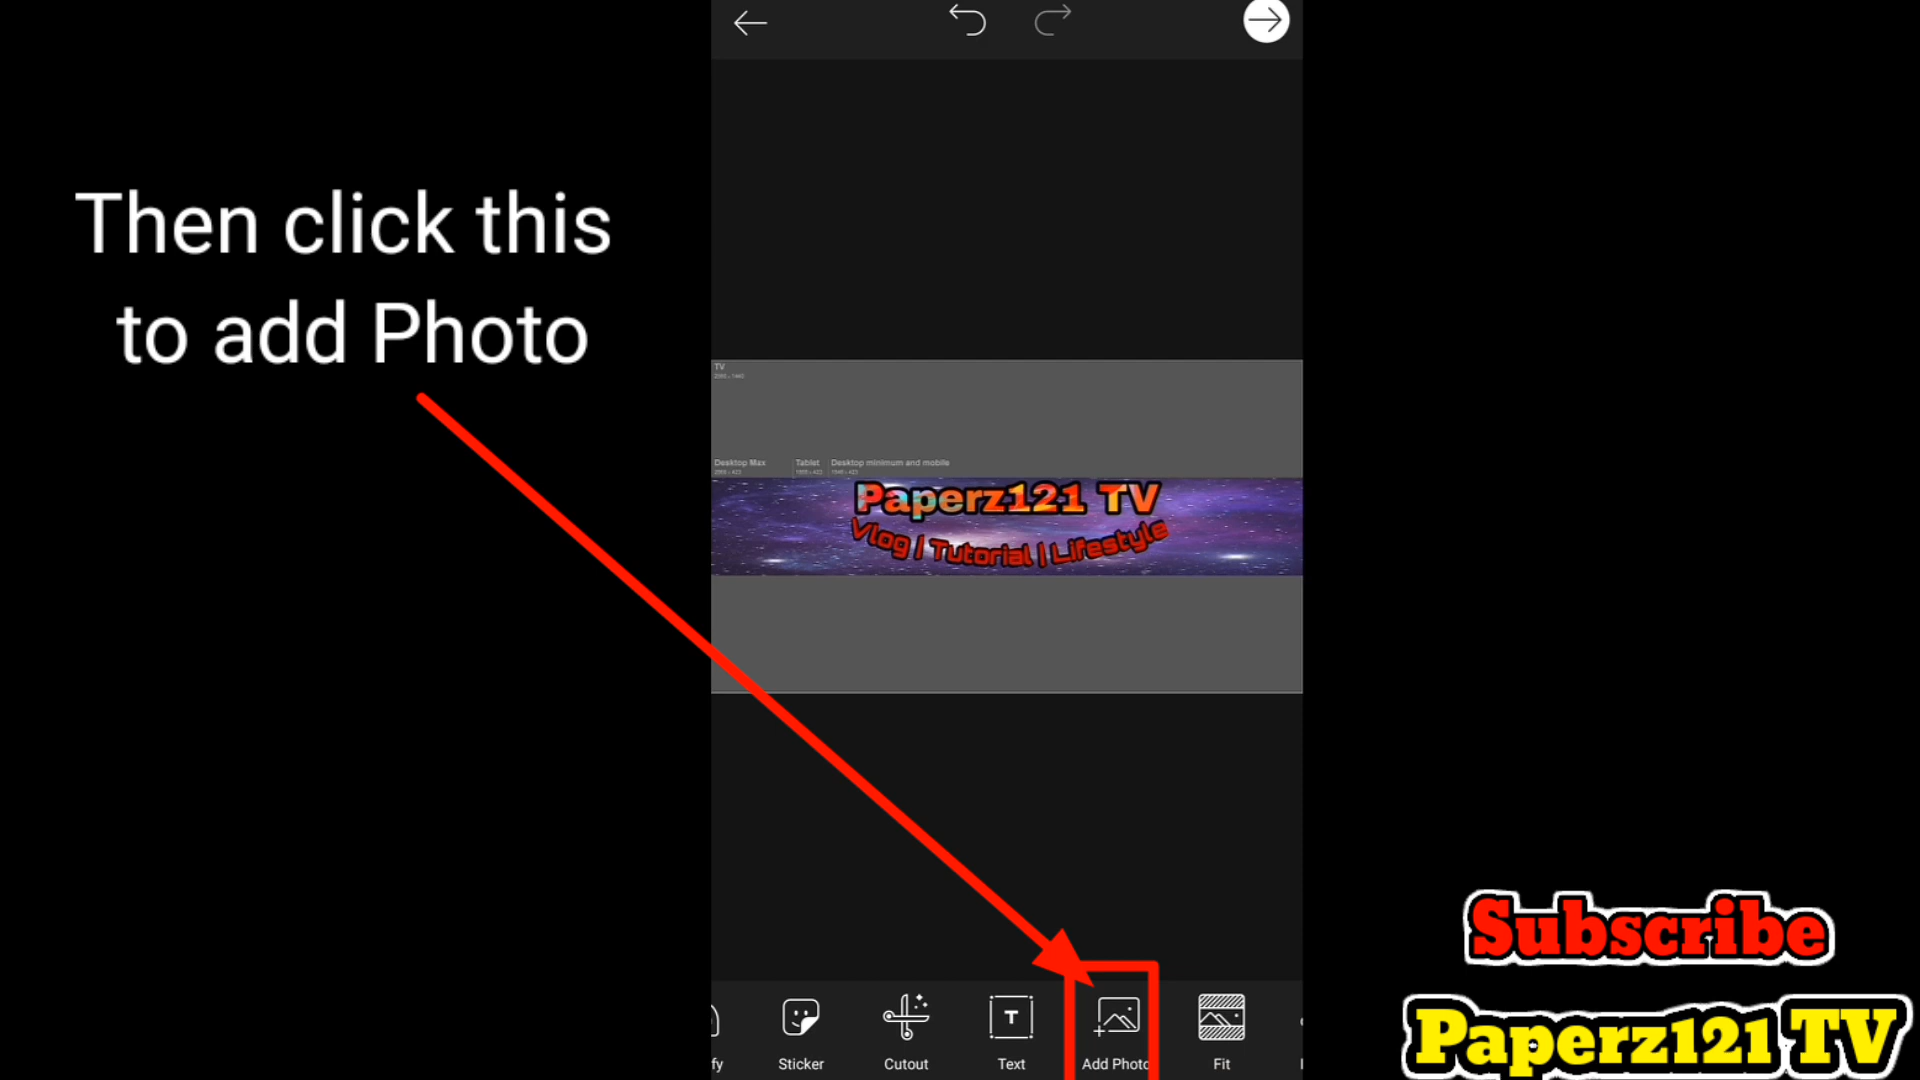 Then click this
to add Photo
TV
Desktop Max
Tablet
Desktop minimum and mobile
Paperz121 TV
Vlog | Tutorial | Lifestyle
fy
Sticker
Cutout
T
Text
Add Photo
Fit
Subscribe
Paperz121 TV